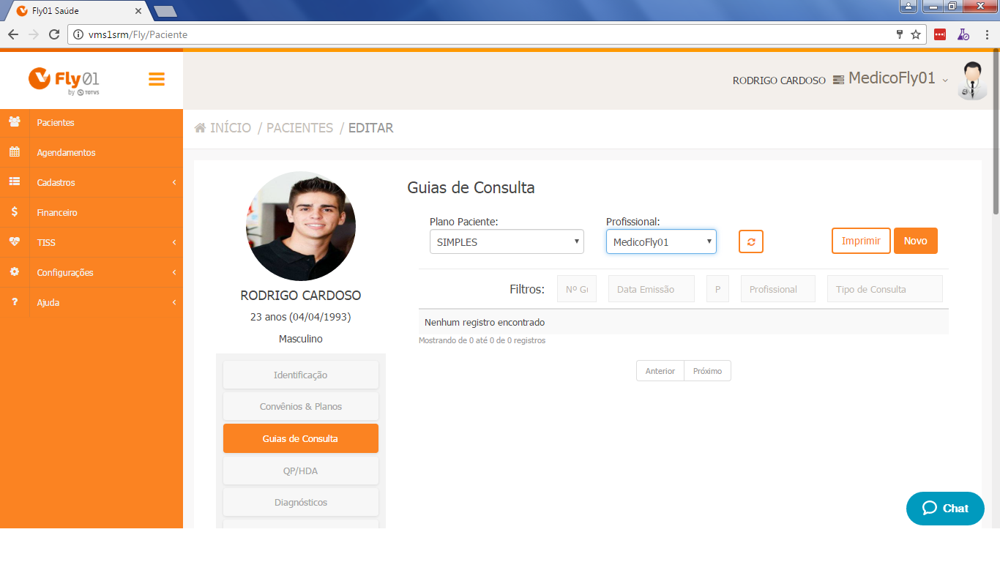 Fly01 Saúde
vms1srm/Fly/Paciente
Fly01
by TOTVS
RODRIGO CARDOSO MedicoFly01
Pacientes
Agendamentos
Cadastros
Financeiro
TISS
Configurações
Ajuda
INÍCIO / PACIENTES / EDITAR
RODRIGO CARDOSO
23 anos (04/04/1993)
Masculino
Identificação
Convênios & Planos
Guias de Consulta
QP/HDA
Diagnósticos
Guias de Consulta
Plano Paciente: Profissional:
SIMPLES MedicoFly01 Imprimir Novo
Filtros: Nº Gu Data Emissão P Profissional Tipo de Consulta
Nenhum registro encontrado
Mostrando de 0 até 0 de 0 registros
Anterior Próximo
Chat